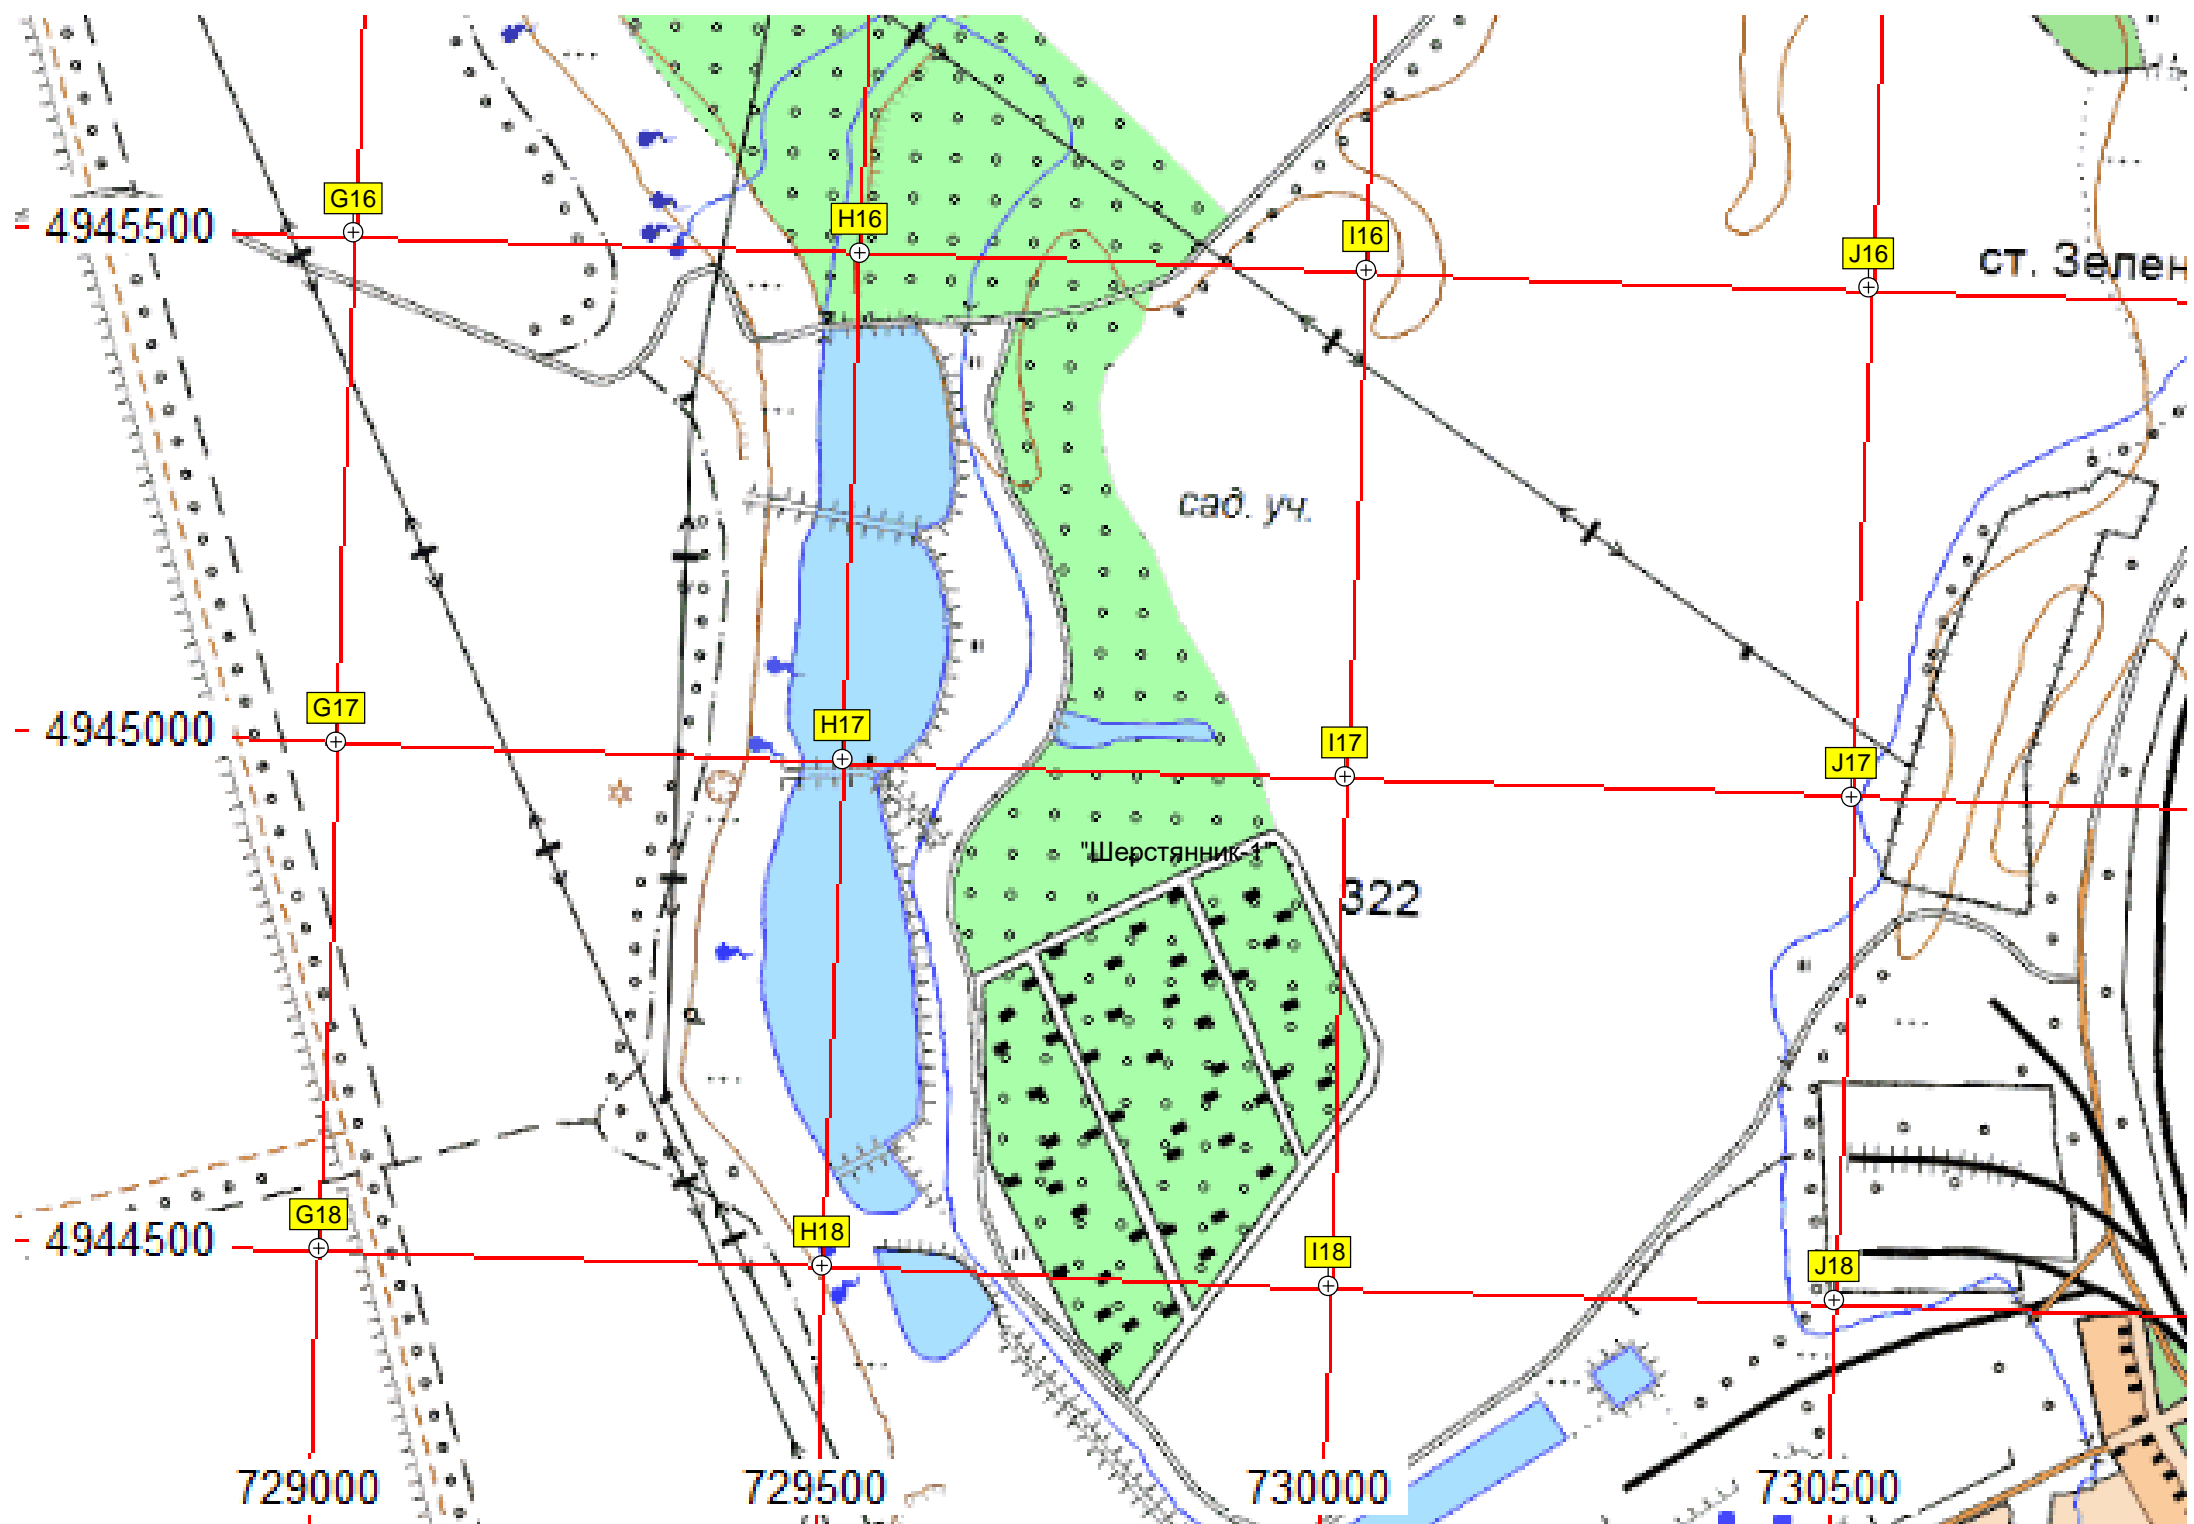 G16
H16
I16
J16
4945500
ст. Зелен
сад. уч.
G17
H17
I17
J17
4945000
"Шерстянник-1"
322
G18
H18
I18
J18
4944500
729000
729500
730000
730500